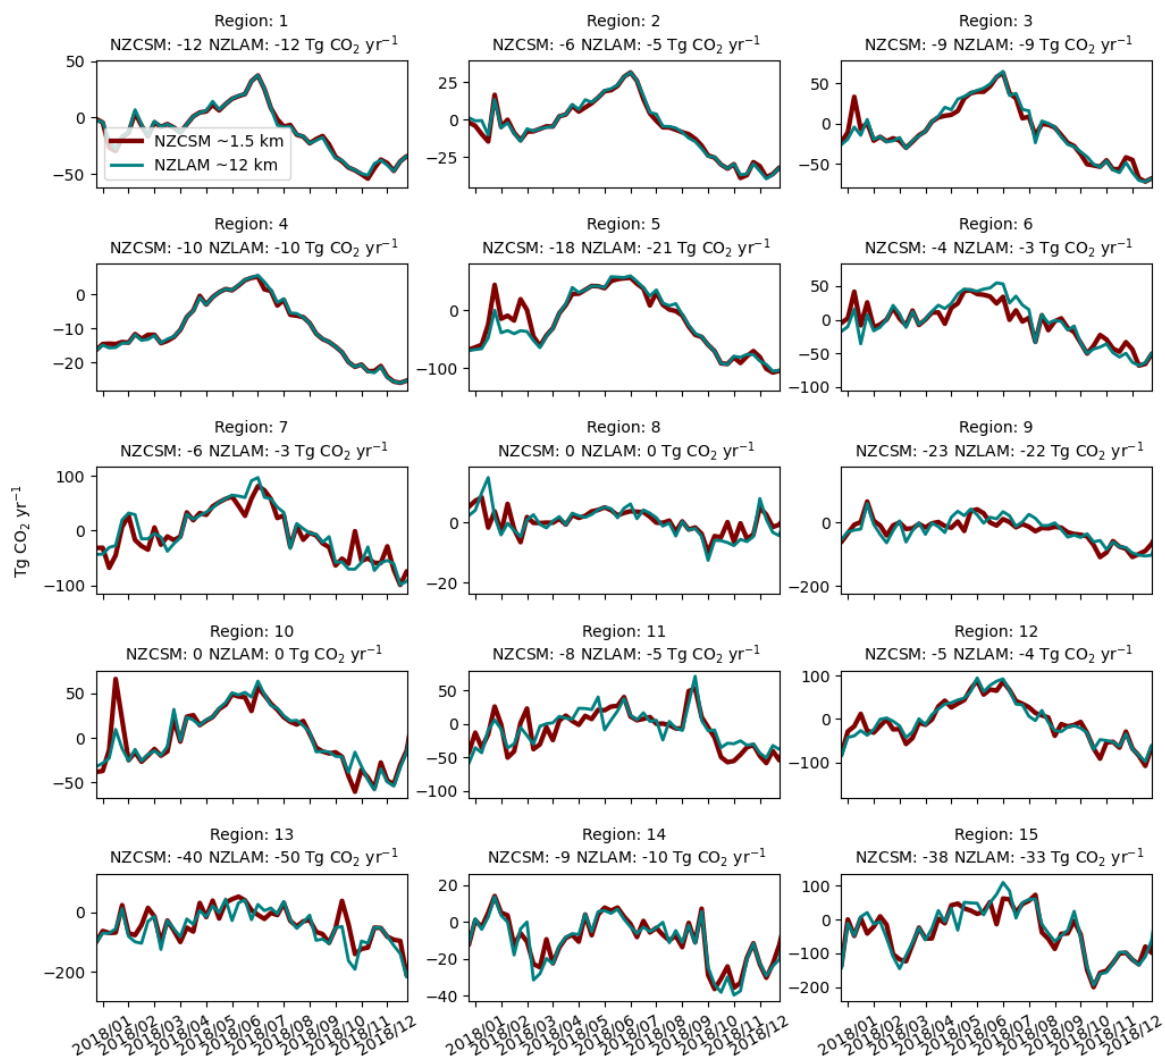 Region: 1
NZCSM: -12 NZLAM: -12 Tg CO₂ yr⁻¹
Region: 2
NZCSM: -6 NZLAM: -5 Tg CO₂ yr⁻¹
Region: 3
NZCSM: -9 NZLAM: -9 Tg CO₂ yr⁻¹
50
0
−50
NZCSM ~1.5 km
NZLAM ~12 km
25
0
−25
50
0
−50
Region: 4
NZCSM: -10 NZLAM: -10 Tg CO₂ yr⁻¹
Region: 5
NZCSM: -18 NZLAM: -21 Tg CO₂ yr⁻¹
Region: 6
NZCSM: -4 NZLAM: -3 Tg CO₂ yr⁻¹
0
−10
−20
0
−100
50
0
−50
−100
Region: 7
NZCSM: -6 NZLAM: -3 Tg CO₂ yr⁻¹
Region: 8
NZCSM: 0 NZLAM: 0 Tg CO₂ yr⁻¹
Region: 9
NZCSM: -23 NZLAM: -22 Tg CO₂ yr⁻¹
Tg CO₂ yr⁻¹
100
0
−100
0
−20
0
−200
Region: 10
NZCSM: 0 NZLAM: 0 Tg CO₂ yr⁻¹
Region: 11
NZCSM: -8 NZLAM: -5 Tg CO₂ yr⁻¹
Region: 12
NZCSM: -5 NZLAM: -4 Tg CO₂ yr⁻¹
50
0
−50
50
0
−50
−100
100
0
−100
Region: 13
NZCSM: -40 NZLAM: -50 Tg CO₂ yr⁻¹
Region: 14
NZCSM: -9 NZLAM: -10 Tg CO₂ yr⁻¹
Region: 15
NZCSM: -38 NZLAM: -33 Tg CO₂ yr⁻¹
0
−200
20
0
−20
−40
100
0
−100
−200
2018/01
2018/02
2018/03
2018/04
2018/05
2018/06
2018/07
2018/08
2018/09
2018/10
2018/11
2018/12
2018/01
2018/02
2018/03
2018/04
2018/05
2018/06
2018/07
2018/08
2018/09
2018/10
2018/11
2018/12
2018/01
2018/02
2018/03
2018/04
2018/05
2018/06
2018/07
2018/08
2018/09
2018/10
2018/11
2018/12